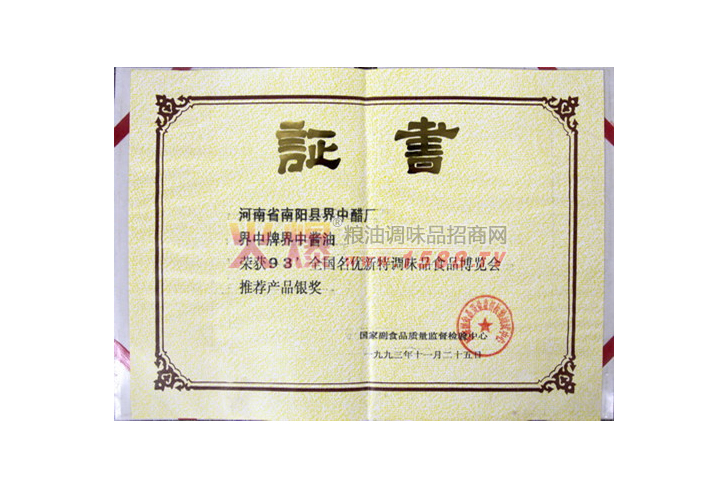 証書
河南省南阳县界中醋厂
界中牌界中酱油
荣获93'全国名优新特调味品食品博览会
推荐产品银奖
国家副食品质量监督检验中心
一九九三年十一月二十五日
火爆®
粮油调味品招商网
1588.TV